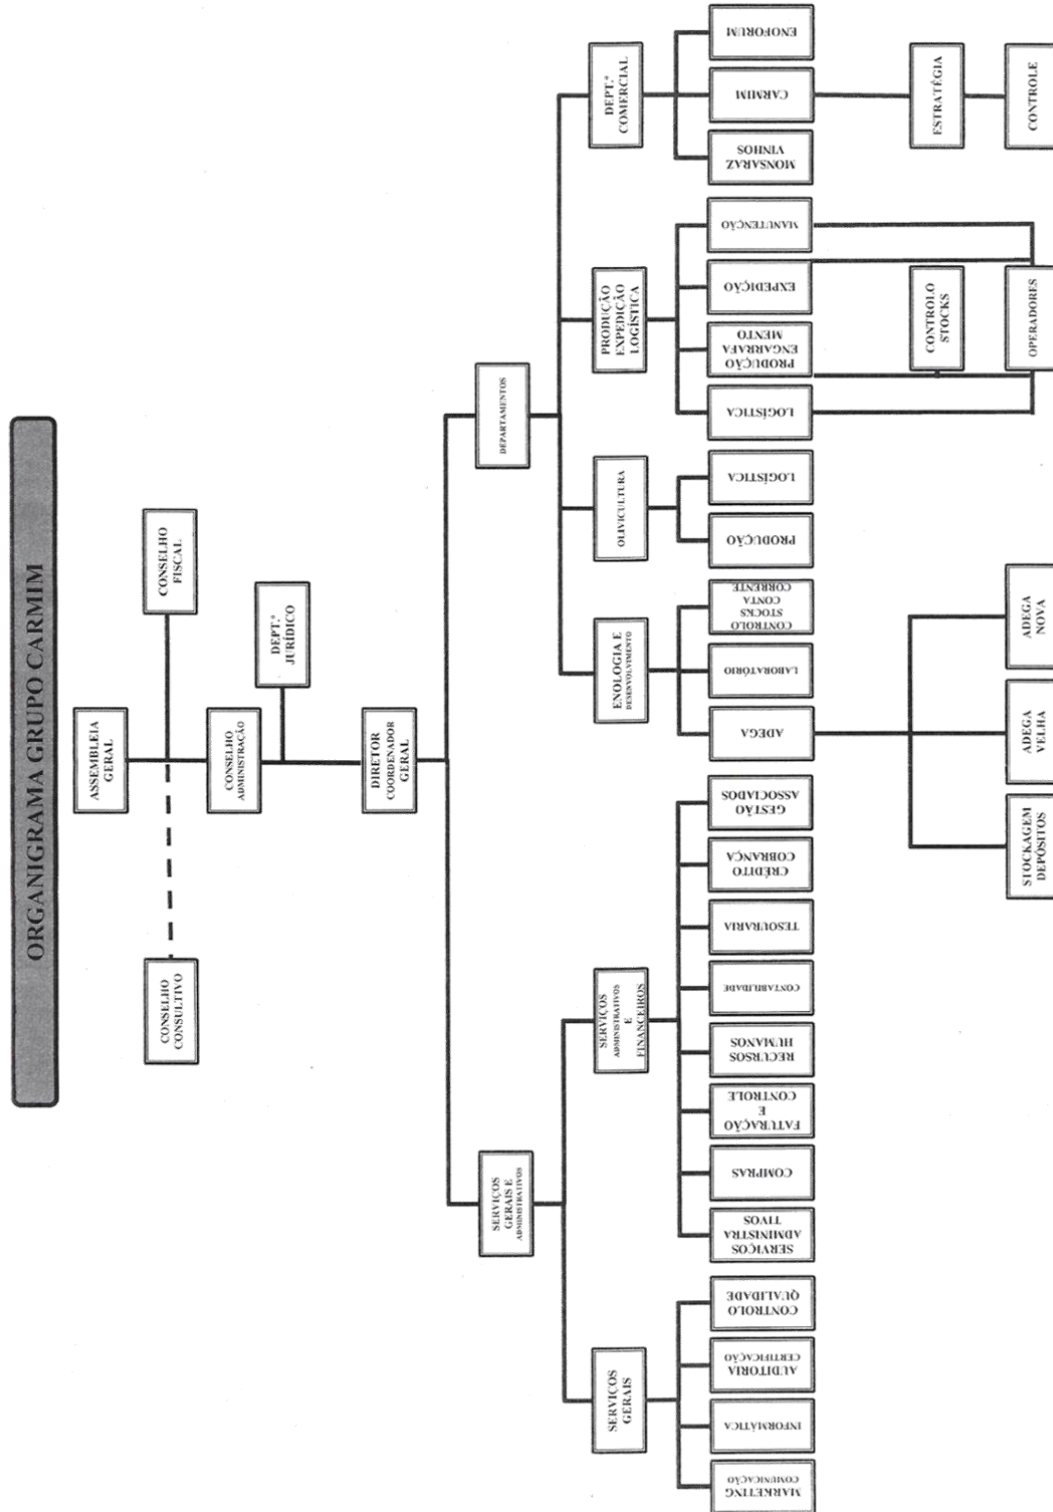 ORGANIGRAMA GRUPO CARMIM
ASSEMBLEIA
GERAL
CONSELHO
CONSULTIVO
CONSELHO
FISCAL
CONSELHO
ADMINISTRAÇÃO
DEPT.º
JURÍDICO
DIRETOR
COORDENADOR
GERAL
SERVIÇOS
GERAIS E
ADMINISTRATIVOS
DEPARTAMENTOS
SERVIÇOS
GERAIS
SERVIÇOS
ADMINISTRATIVOS
E
FINANCEIROS
ENOLOGIA E
DESENVOLVIMENTO
OLIVICULTURA
PRODUÇÃO
EXPEDIÇÃO
LOGÍSTICA
DEPT.º
COMERCIAL
MARKETING
COMUNICAÇÃO
INFORMÁTICA
AUDITORIA
CERTIFICAÇÃO
CONTROLO
QUALIDADE
SERVIÇOS
ADMINISTRA
TIVOS
COMPRAS
FATURAÇÃO
E
CONTROLE
RECURSOS
HUMANOS
CONTABILIDADE
TESOURARIA
CRÉDITO
COBRANÇA
GESTÃO
ASSOCIADOS
ADEGA
LABORATÓRIO
CONTROLO
STOCKS
CONTA
CORRENTE
PRODUÇÃO
LOGÍSTICA
LOGÍSTICA
PRODUÇÃO
ENGARRAFA
MENTO
EXPEDIÇÃO
MANUTENÇÃO
MONSARAZ
VINHOS
CARMIM
ENOFORUM
CONTROLO
STOCKS
ESTRATÉGIA
STOCKAGEM
DEPÓSITOS
ADEGA
VELHA
ADEGA
NOVA
OPERADORES
CONTROLE